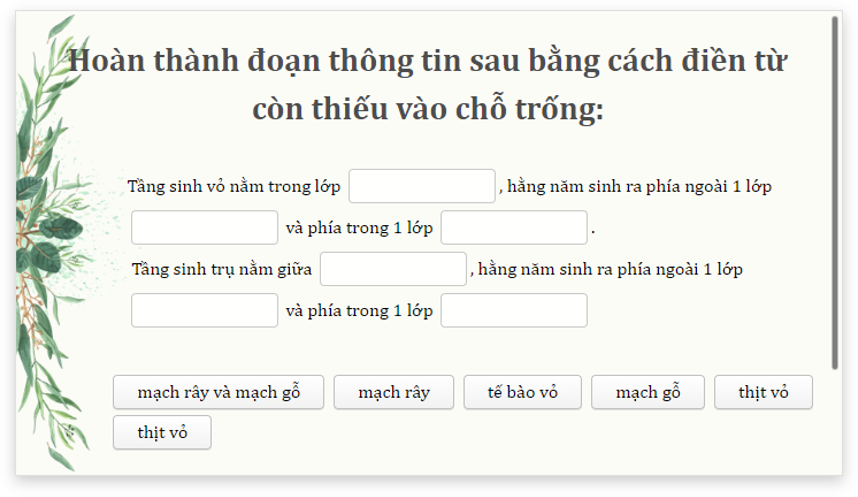 Hoàn thành đoạn thông tin sau bằng cách điền từ
còn thiếu vào chỗ trống:
Tầng sinh vỏ nằm trong lớp , hằng năm sinh ra phía ngoài 1 lớp
và phía trong 1 lớp .
Tầng sinh trụ nằm giữa , hằng năm sinh ra phía ngoài 1 lớp
và phía trong 1 lớp
mạch rây và mạch gỗ mạch rây tế bào vỏ mạch gỗ thịt vỏ
thịt vỏ